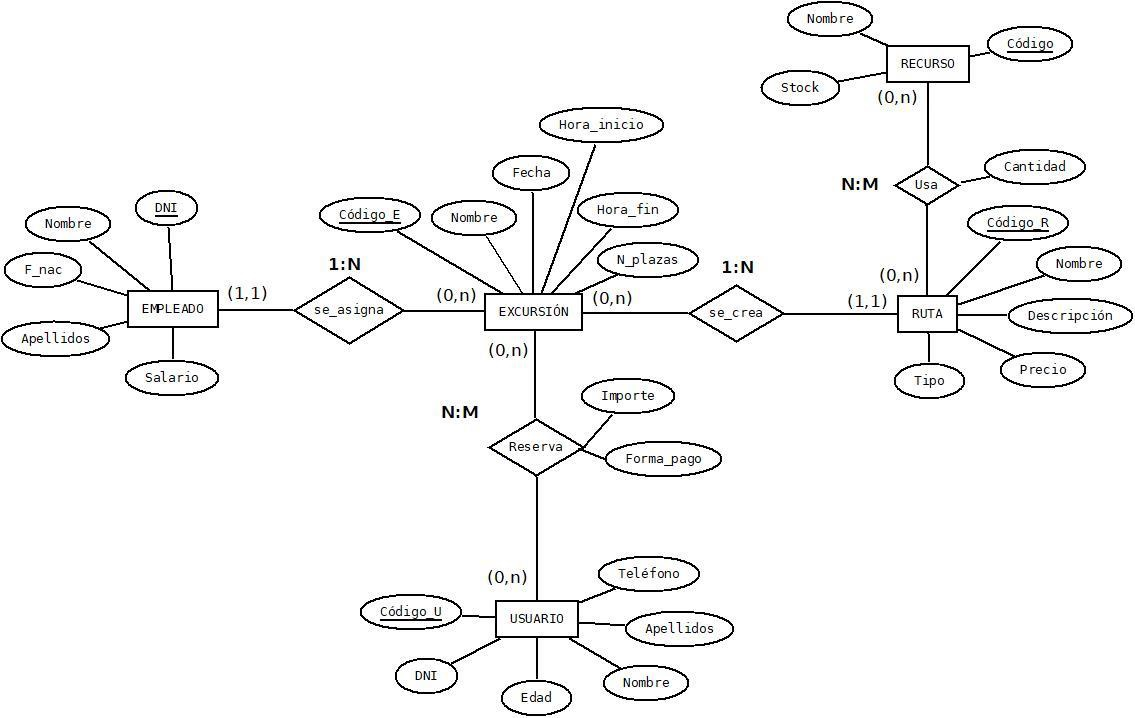 Nombre
Código
RECURSO
Stock
(0,n)
Hora_inicio
Fecha
N:M
Usa
Cantidad
DNI
Nombre
Código_E
Nombre
Hora_fin
Código_R
F_nac
1:N
N_plazas
1:N
(0,n)
Nombre
EMPLEADO
(1,1)
se_asigna
(0,n)
EXCURSIÓN
(0,n)
se_crea
(1,1)
RUTA
Descripción
Apellidos
(0,n)
Salario
Tipo
Precio
N:M
Importe
Reserva
Forma_pago
(0,n)
Teléfono
Código_U
USUARIO
Apellidos
DNI
Edad
Nombre